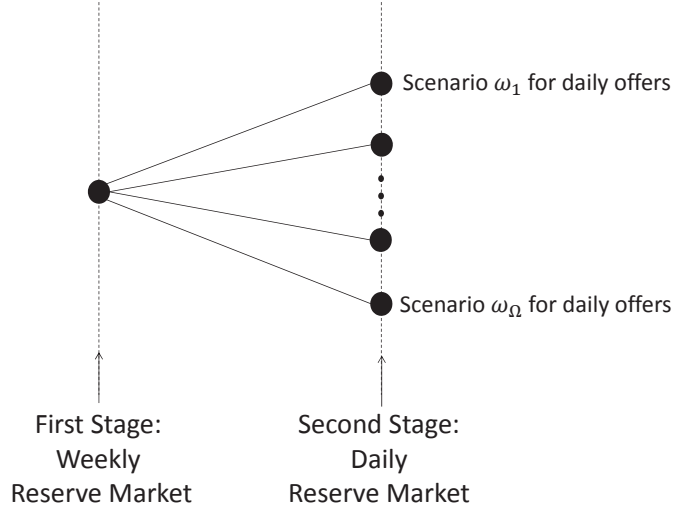 Scenario ω₁ for daily offers
Scenario ω_Ω for daily offers
First Stage:
Weekly
Reserve Market
Second Stage:
Daily
Reserve Market